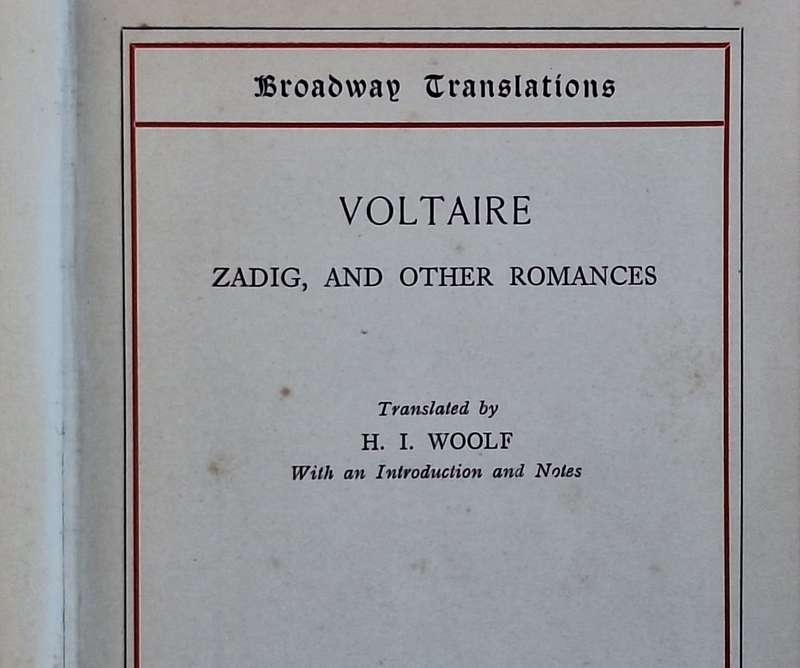 Broadway Translations
VOLTAIRE
ZADIG, AND OTHER ROMANCES
Translated by
H. I. WOOLF
With an Introduction and Notes